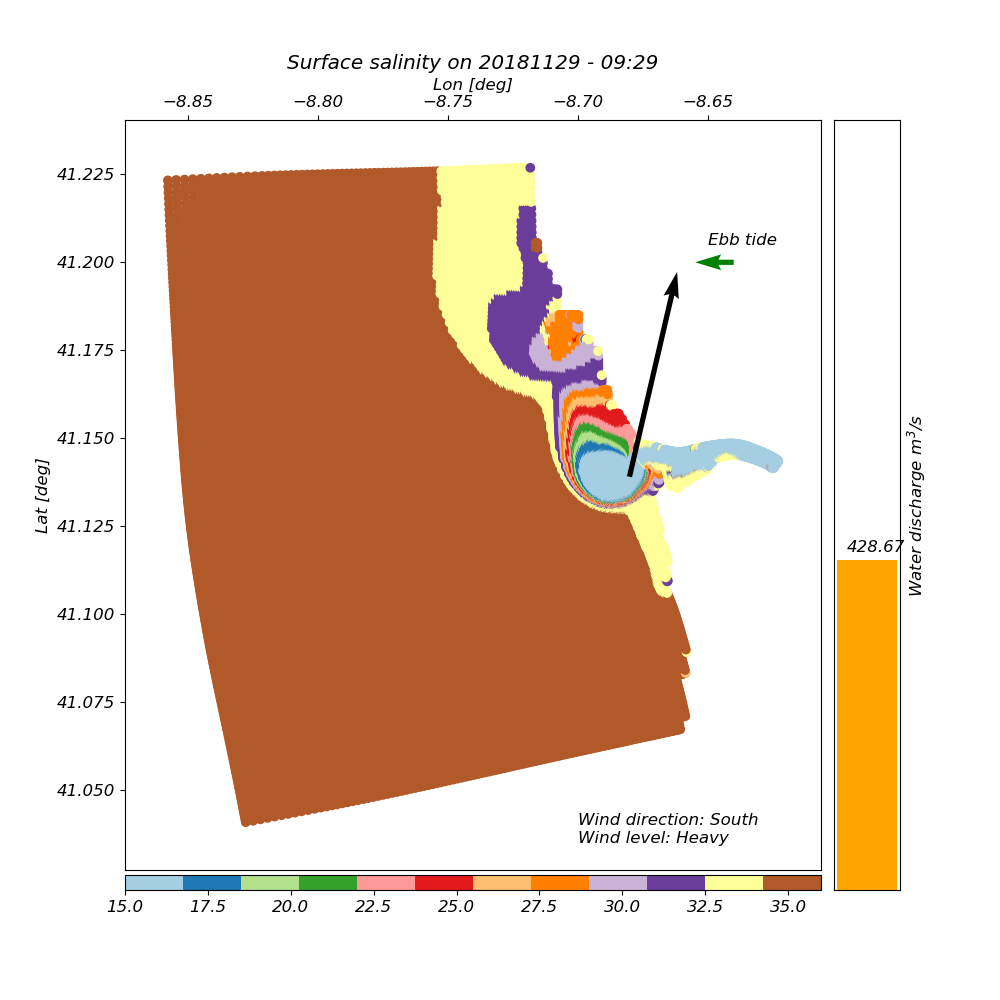 Surface salinity on 20181129 - 09:29
Lon [deg]
−8.85 −8.80 −8.75 −8.70 −8.65
41.225
41.200
41.175
41.150
41.125
41.100
41.075
41.050
Lat [deg]
Ebb tide
428.67
Water discharge m³/s
Wind direction: South
Wind level: Heavy
15.0 17.5 20.0 22.5 25.0 27.5 30.0 32.5 35.0